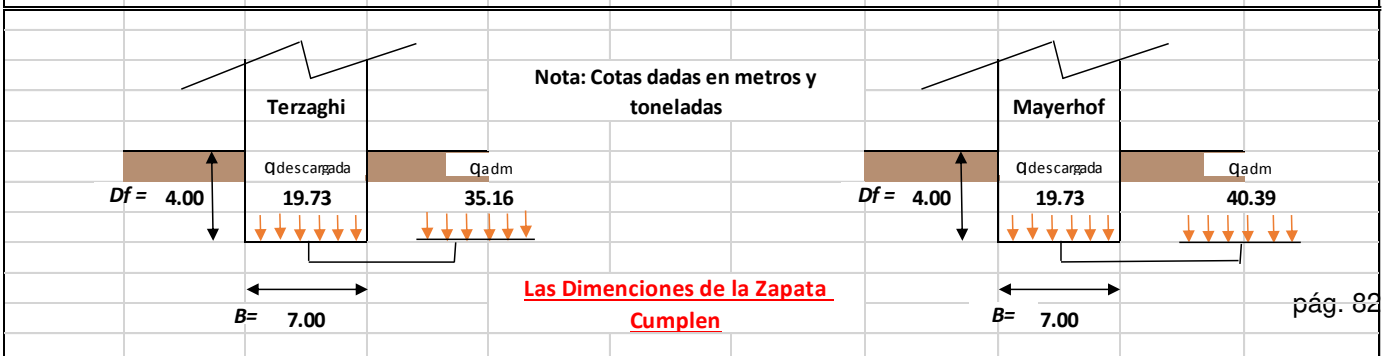 Nota: Cotas dadas en metros y
toneladas
Terzaghi
Mayerhof
qdescargada
qadm
qdescargada
qadm
Df = 4.00
19.73
35.16
Df = 4.00
19.73
40.39
Las Dimenciones de la Zapata
Cumplen
B= 7.00
B= 7.00
pág. 82